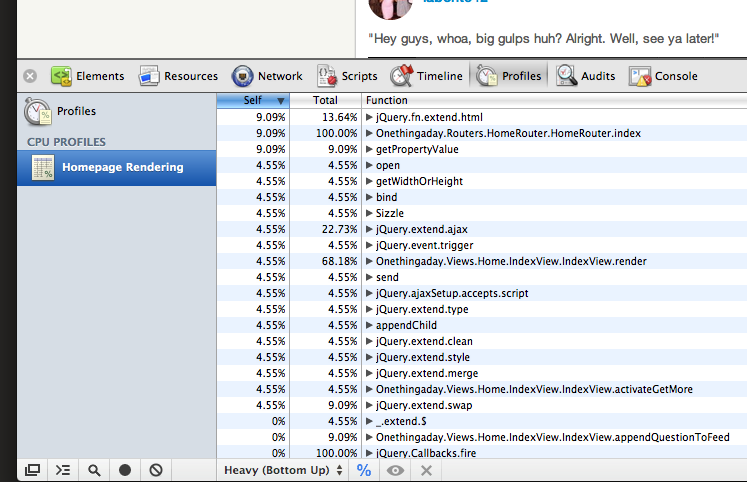 "Hey guys, whoa, big gulps huh? Alright. Well, see ya later!"
Elements Resources Network Scripts Timeline Profiles Audits Console
Profiles
CPU PROFILES
Homepage Rendering
Self Total Function
9.09% 13.64% jQuery.fn.extend.html
9.09% 100.00% Onethingaday.Routers.HomeRouter.HomeRouter.index
9.09% 9.09% getPropertyValue
4.55% 4.55% open
4.55% 4.55% getWidthOrHeight
4.55% 4.55% bind
4.55% 4.55% Sizzle
4.55% 22.73% jQuery.extend.ajax
4.55% 4.55% jQuery.event.trigger
4.55% 68.18% Onethingaday.Views.Home.IndexView.IndexView.render
4.55% 4.55% send
4.55% 4.55% jQuery.ajaxSetup.accepts.script
4.55% 4.55% jQuery.extend.type
4.55% 4.55% appendChild
4.55% 4.55% jQuery.extend.clean
4.55% 4.55% jQuery.extend.style
4.55% 4.55% jQuery.extend.merge
4.55% 4.55% Onethingaday.Views.Home.IndexView.IndexView.activateGetMore
4.55% 9.09% jQuery.extend.swap
0% 4.55% _.extend.$
0% 9.09% Onethingaday.Views.Home.IndexView.IndexView.appendQuestionToFeed
0% 100.00% jQuery.Callbacks.fire
Heavy (Bottom Up) %